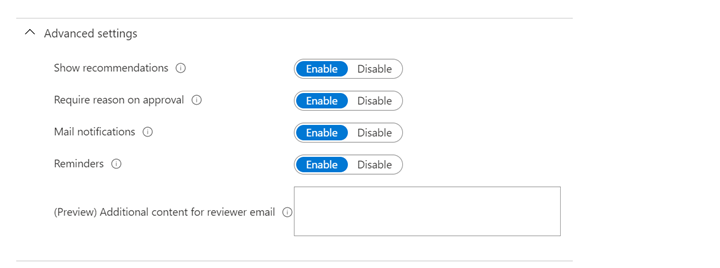 Advanced settings
Show recommendations Enable Disable
Require reason on approval Enable Disable
Mail notifications Enable Disable
Reminders Enable Disable
(Preview) Additional content for reviewer email